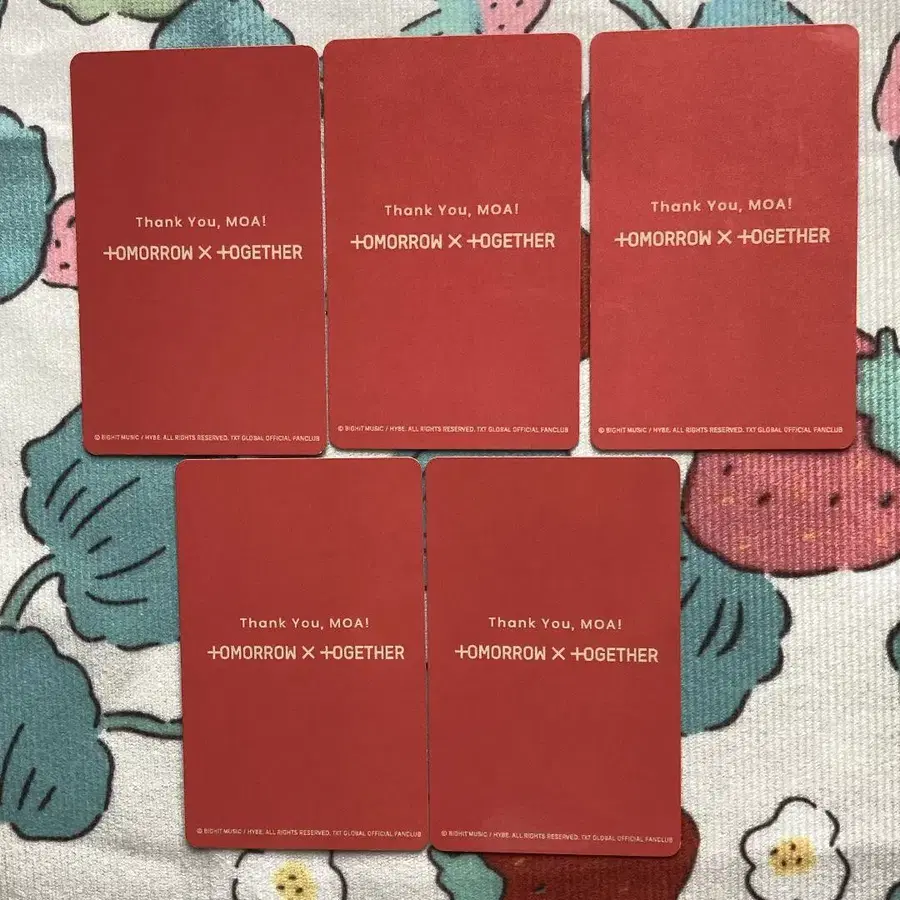 Thank You, MOA!
TOMORROW X TOGETHER
© BIGHIT MUSIC / HYBE. ALL RIGHTS RESERVED. TXT GLOBAL OFFICIAL FANCLUB
Thank You, MOA!
TOMORROW X TOGETHER
© BIGHIT MUSIC / HYBE. ALL RIGHTS RESERVED. TXT GLOBAL OFFICIAL FANCLUB
Thank You, MOA!
TOMORROW X TOGETHER
© BIGHIT MUSIC / HYBE. ALL RIGHTS RESERVED. TXT GLOBAL OFFICIAL FANCLUB
Thank You, MOA!
TOMORROW X TOGETHER
© BIGHIT MUSIC / HYBE. ALL RIGHTS RESERVED. TXT GLOBAL OFFICIAL FANCLUB
Thank You, MOA!
TOMORROW X TOGETHER
© BIGHIT MUSIC / HYBE. ALL RIGHTS RESERVED. TXT GLOBAL OFFICIAL FANCLUB